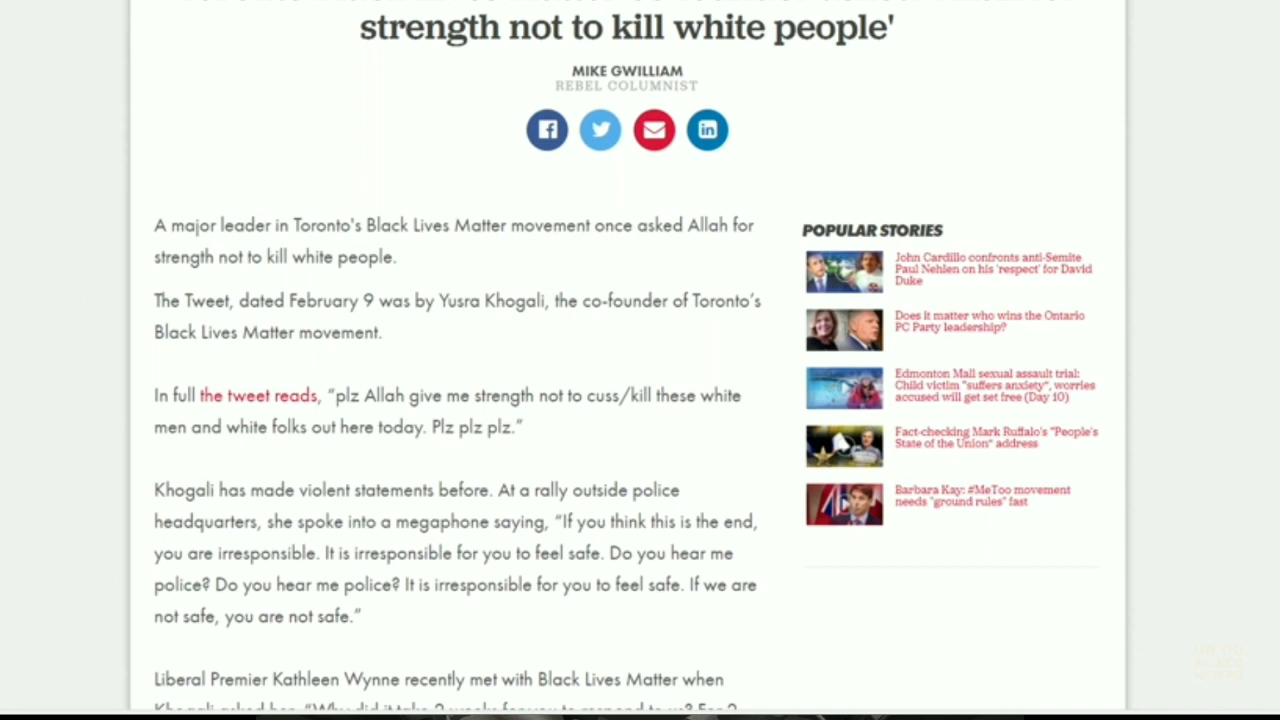 strength not to kill white people'
MIKE GWILLIAM
REBEL COLUMNIST
A major leader in Toronto's Black Lives Matter movement once asked Allah for
strength not to kill white people.
The Tweet, dated February 9 was by Yusra Khogali, the co-founder of Toronto's
Black Lives Matter movement.
In full the tweet reads, “plz Allah give me strength not to cuss/kill these white
men and white folks out here today. Plz plz plz.”
Khogali has made violent statements before. At a rally outside police
headquarters, she spoke into a megaphone saying, “If you think this is the end,
you are irresponsible. It is irresponsible for you to feel safe. Do you hear me
police? Do you hear me police? It is irresponsible for you to feel safe. If we are
not safe, you are not safe.”
Liberal Premier Kathleen Wynne recently met with Black Lives Matter when
POPULAR STORIES
John Cardillo confronts anti-Semite
Paul Nehlen on his 'respect' for David
Duke
Does it matter who wins the Ontario
PC Party leadership?
Edmonton Mall sexual assault trial:
Child victim "suffers anxiety", worries
accused will get set free (Day 10)
Fact-checking Mark Ruffalo's "People's
State of the Union" address
Barbara Kay: #MeToo movement
needs "ground rules" fast